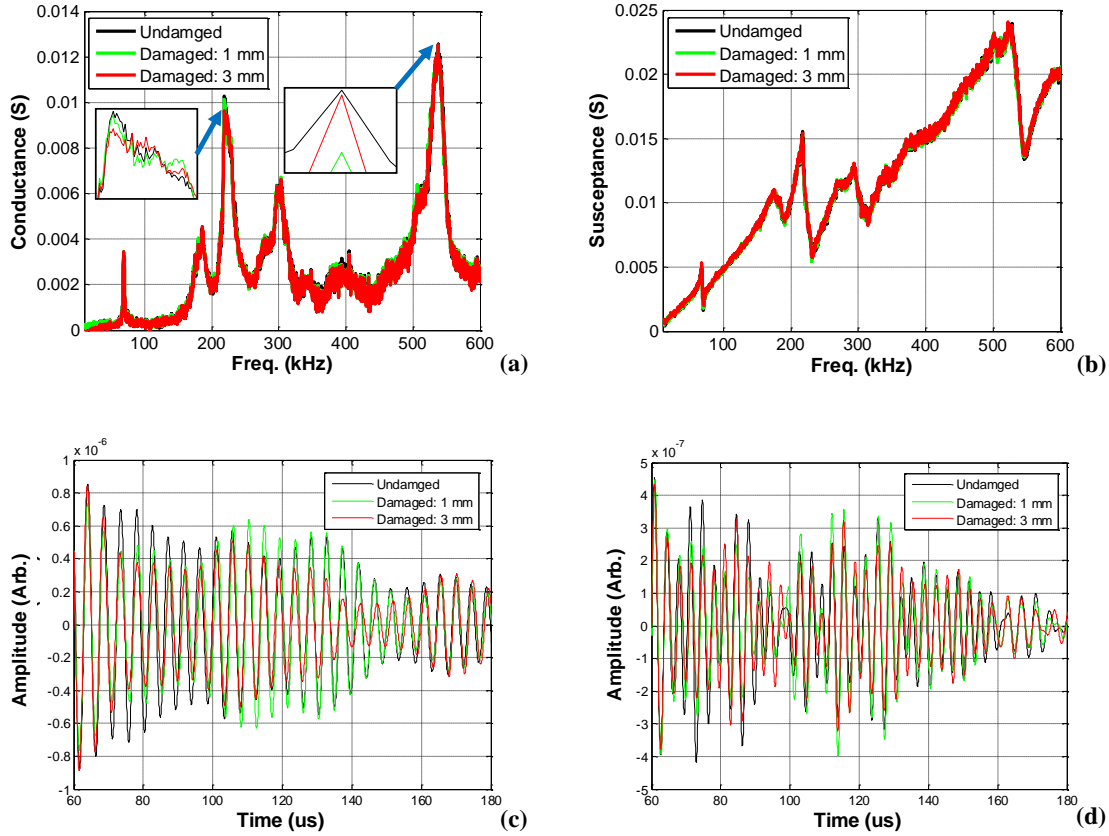 0.014
0.012
0.01
0.008
0.006
0.004
0.002
0
Conductance (S)
Undamged
Damaged: 1 mm
Damaged: 3 mm
100 200 300 400 500 600
Freq. (kHz)
(a)
0.025
0.02
0.015
0.01
0.005
0
Susceptance (S)
Undamged
Damaged: 1 mm
Damaged: 3 mm
100 200 300 400 500 600
Freq. (kHz)
(b)
x 10-6
1
0.8
0.6
0.4
0.2
0
-0.2
-0.4
-0.6
-0.8
-1
Amplitude (Arb.)
Undamged
Damaged: 1 mm
Damaged: 3 mm
60 80 100 120 140 160 180
Time (us)
(c)
x 10-7
5
4
3
2
1
0
-1
-2
-3
-4
-5
Amplitude (Arb.)
Undamged
Damaged: 1 mm
Damaged: 3 mm
60 80 100 120 140 160 180
Time (us)
(d)